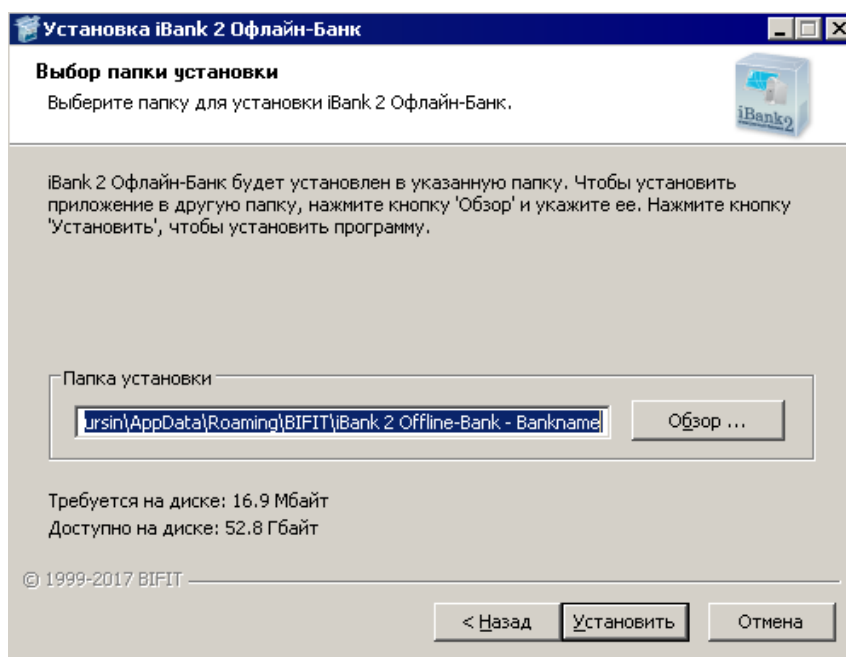 Установка iBank 2 Офлайн-Банк
Выбор папки установки
Выберите папку для установки iBank 2 Офлайн-Банк.
iBank2
iBank 2 Офлайн-Банк будет установлен в указанную папку. Чтобы установить
приложение в другую папку, нажмите кнопку 'Обзор' и укажите ее. Нажмите кнопку
'Установить', чтобы установить программу.
Папка установки
ursin\AppData\Roaming\BIFIT\iBank 2 Offline-Bank - Bankname
Обзор ...
Требуется на диске: 16.9 Мбайт
Доступно на диске: 52.8 Гбайт
© 1999-2017 BIFIT
< Назад
Установить
Отмена